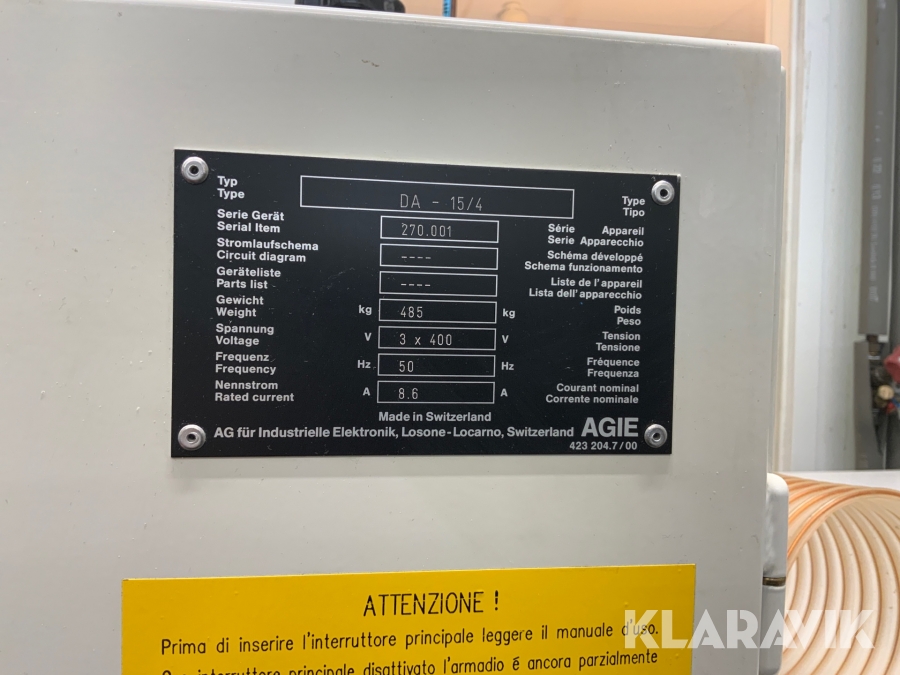 Typ
Type
DA - 15/4
Type
Tipo
Serie Gerät
Serial Item
270.001
Série Appareil
Serie Apparecchio
Stromlaufschema
Circuit diagram
----
Schéma développé
Schema funzionamento
Geräteliste
Parts list
----
Liste de l'appareil
Lista dell'apparecchio
Gewicht
Weight
kg 485 kg
Poids
Peso
Spannung
Voltage
V 3 x 400 V
Tension
Tensione
Frequenz
Frequency
Hz 50 Hz
Fréquence
Frequenza
Nennstrom
Rated current
A 8.6 A
Courant nominal
Corrente nominale
Made in Switzerland
AG für Industrielle Elektronik, Losone-Locarno, Switzerland AGIE
423 204.7/00
ATTENZIONE !
Prima di inserire l'interruttore principale leggere il manuale d'uso.
interruttore principale disattivato l'armadio é ancora parzialmente
KLARAVIK